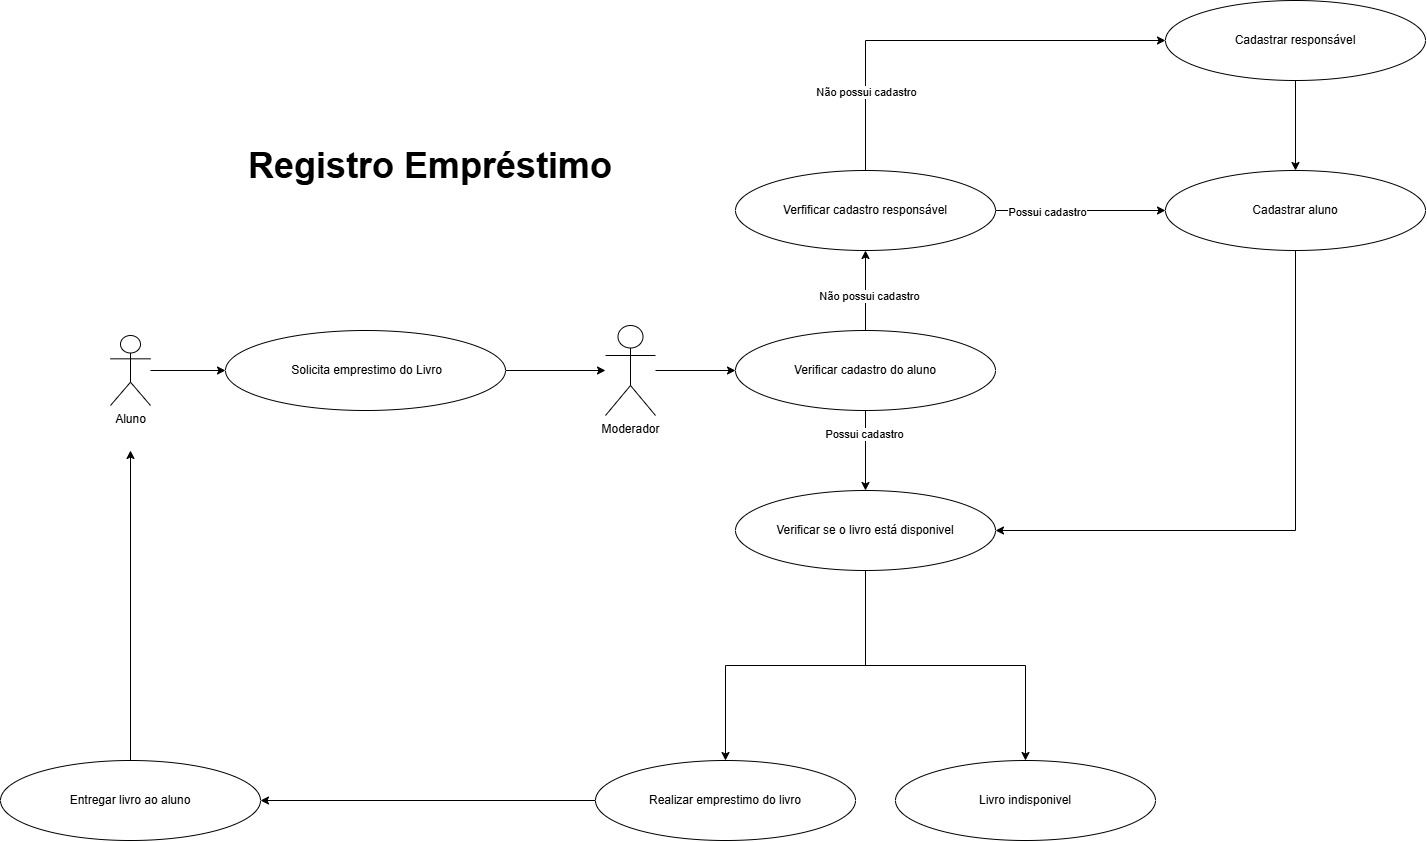 Cadastrar responsável
Não possui cadastro
Registro Empréstimo
Verfificar cadastro responsável
Possui cadastro
Cadastrar aluno
Não possui cadastro
Solicita emprestimo do Livro
Verificar cadastro do aluno
Aluno
Moderador
Possui cadastro
Verificar se o livro está disponivel
Entregar livro ao aluno
Realizar emprestimo do livro
Livro indisponivel